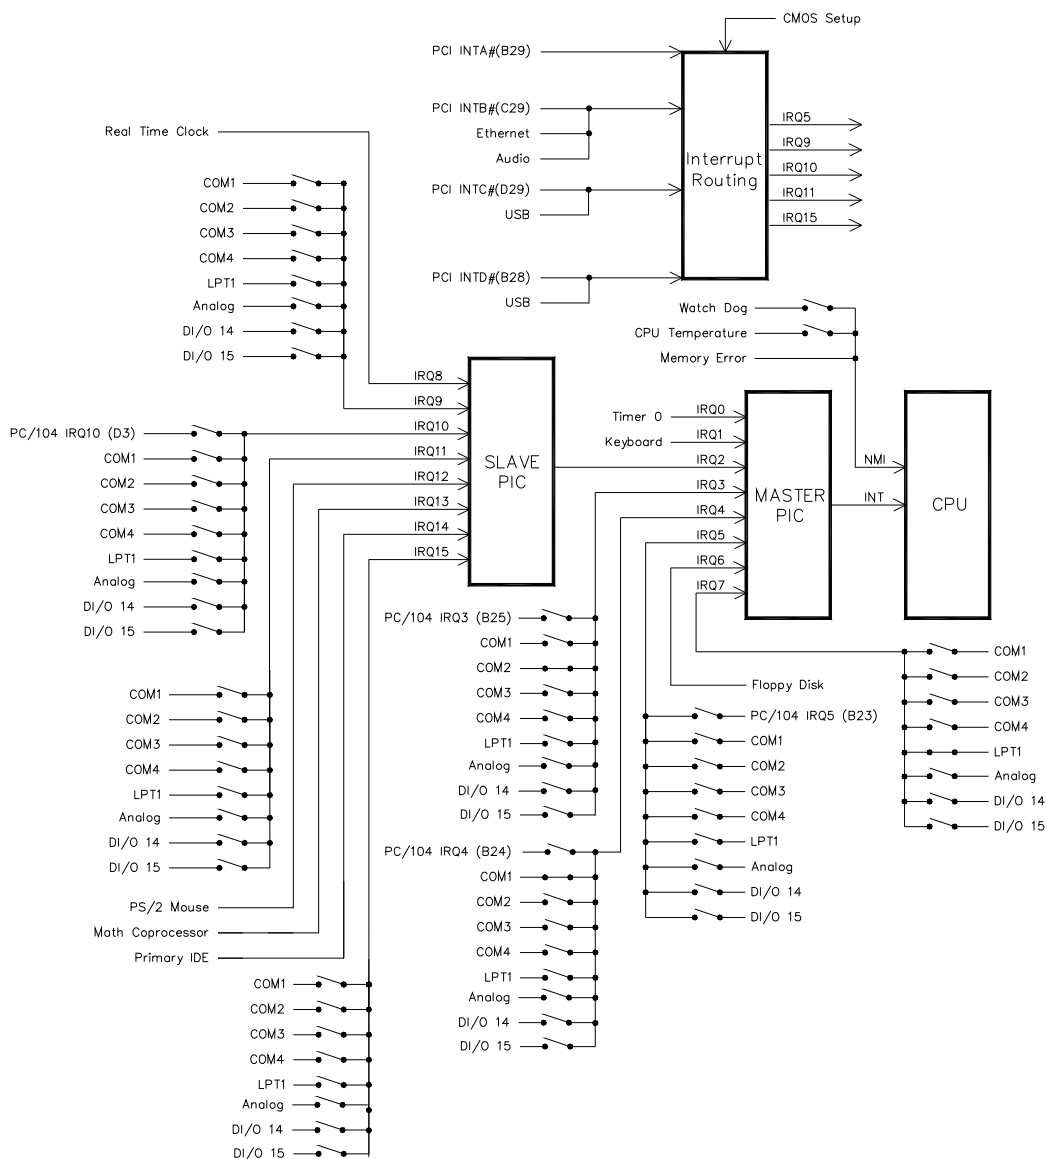 CMOS Setup
PCI INTA#(B29)
PCI INTB#(C29)
Ethernet
Audio
PCI INTC#(D29)
USB
PCI INTD#(B28)
USB
Interrupt
Routing
IRQ5
IRQ9
IRQ10
IRQ11
IRQ15
Real Time Clock
COM1
COM2
COM3
COM4
LPT1
Analog
DI/O 14
DI/O 15
Watch Dog
CPU Temperature
Memory Error
IRQ8
IRQ9
IRQ10
IRQ11
IRQ12
IRQ13
IRQ14
IRQ15
SLAVE
PIC
Timer 0
Keyboard
IRQ0
IRQ1
IRQ2
IRQ3
IRQ4
IRQ5
IRQ6
IRQ7
MASTER
PIC
NMI
INT
CPU
PC/104 IRQ10 (D3)
COM1
COM2
COM3
COM4
LPT1
Analog
DI/O 14
DI/O 15
PC/104 IRQ3 (B25)
COM1
COM2
COM3
COM4
LPT1
Analog
DI/O 14
DI/O 15
Floppy Disk
PC/104 IRQ5 (B23)
COM1
COM2
COM3
COM4
LPT1
Analog
DI/O 14
DI/O 15
COM1
COM2
COM3
COM4
LPT1
Analog
DI/O 14
DI/O 15
COM1
COM2
COM3
COM4
LPT1
Analog
DI/O 14
DI/O 15
PS/2 Mouse
Math Coprocessor
Primary IDE
PC/104 IRQ4 (B24)
COM1
COM2
COM3
COM4
LPT1
Analog
DI/O 14
DI/O 15
COM1
COM2
COM3
COM4
LPT1
Analog
DI/O 14
DI/O 15